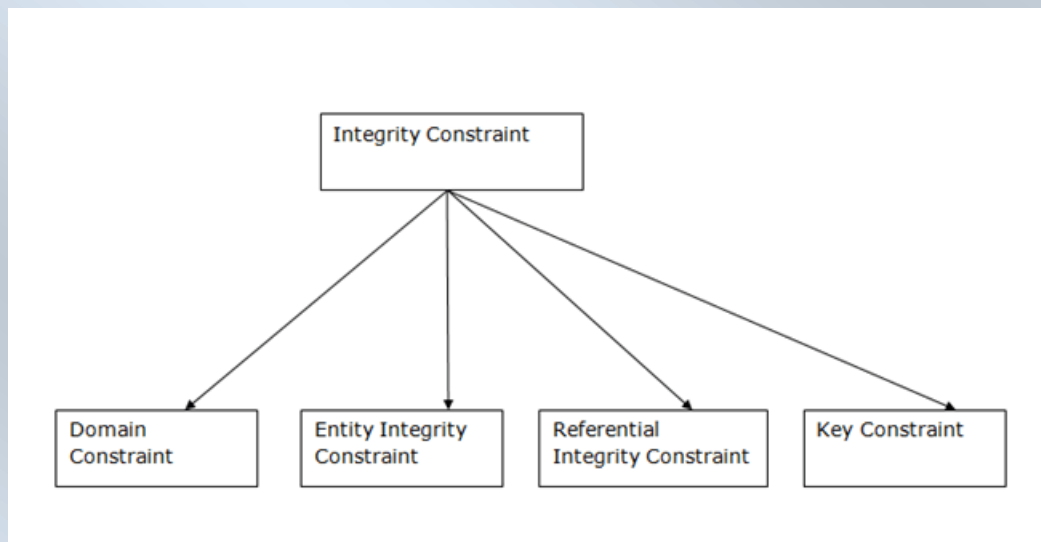 Integrity Constraint
Domain
Constraint
Entity Integrity
Constraint
Referential
Integrity Constraint
Key Constraint